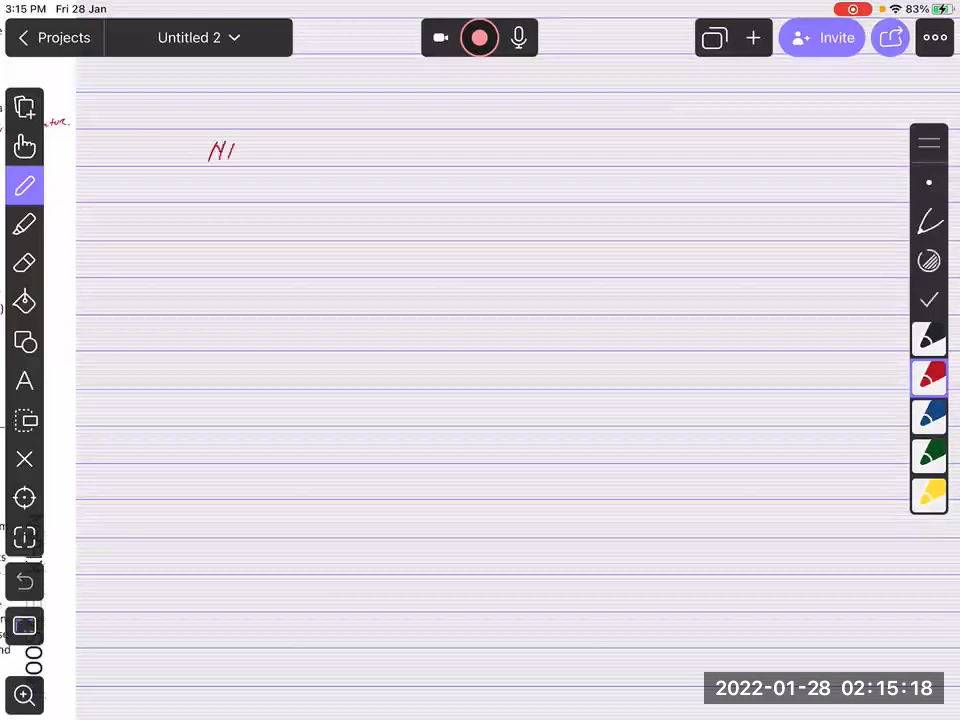 3:15 PM Fri 28 Jan
83%
Projects
Untitled 2
Invite
A
2022-01-28 02:15:18